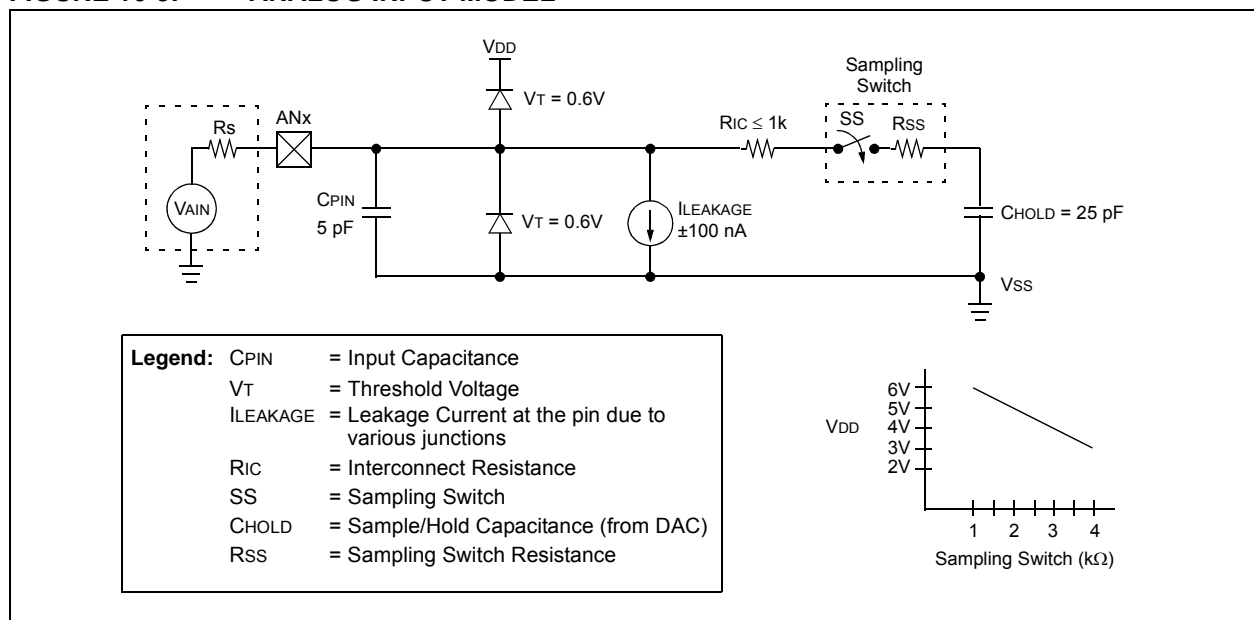 VDD
Sampling
Switch
VT = 0.6V
ANx
RS
RIC ≤ 1k
SS
RSS
VAIN
CPIN
5 pF
VT = 0.6V
ILEAKAGE
±100 nA
CHOLD = 25 pF
VSS
Legend: CPIN = Input Capacitance
VT = Threshold Voltage
ILEAKAGE = Leakage Current at the pin due to
various junctions
RIC = Interconnect Resistance
SS = Sampling Switch
CHOLD = Sample/Hold Capacitance (from DAC)
RSS = Sampling Switch Resistance
6V
5V
VDD
4V
3V
2V
1 2 3 4
Sampling Switch (kΩ)